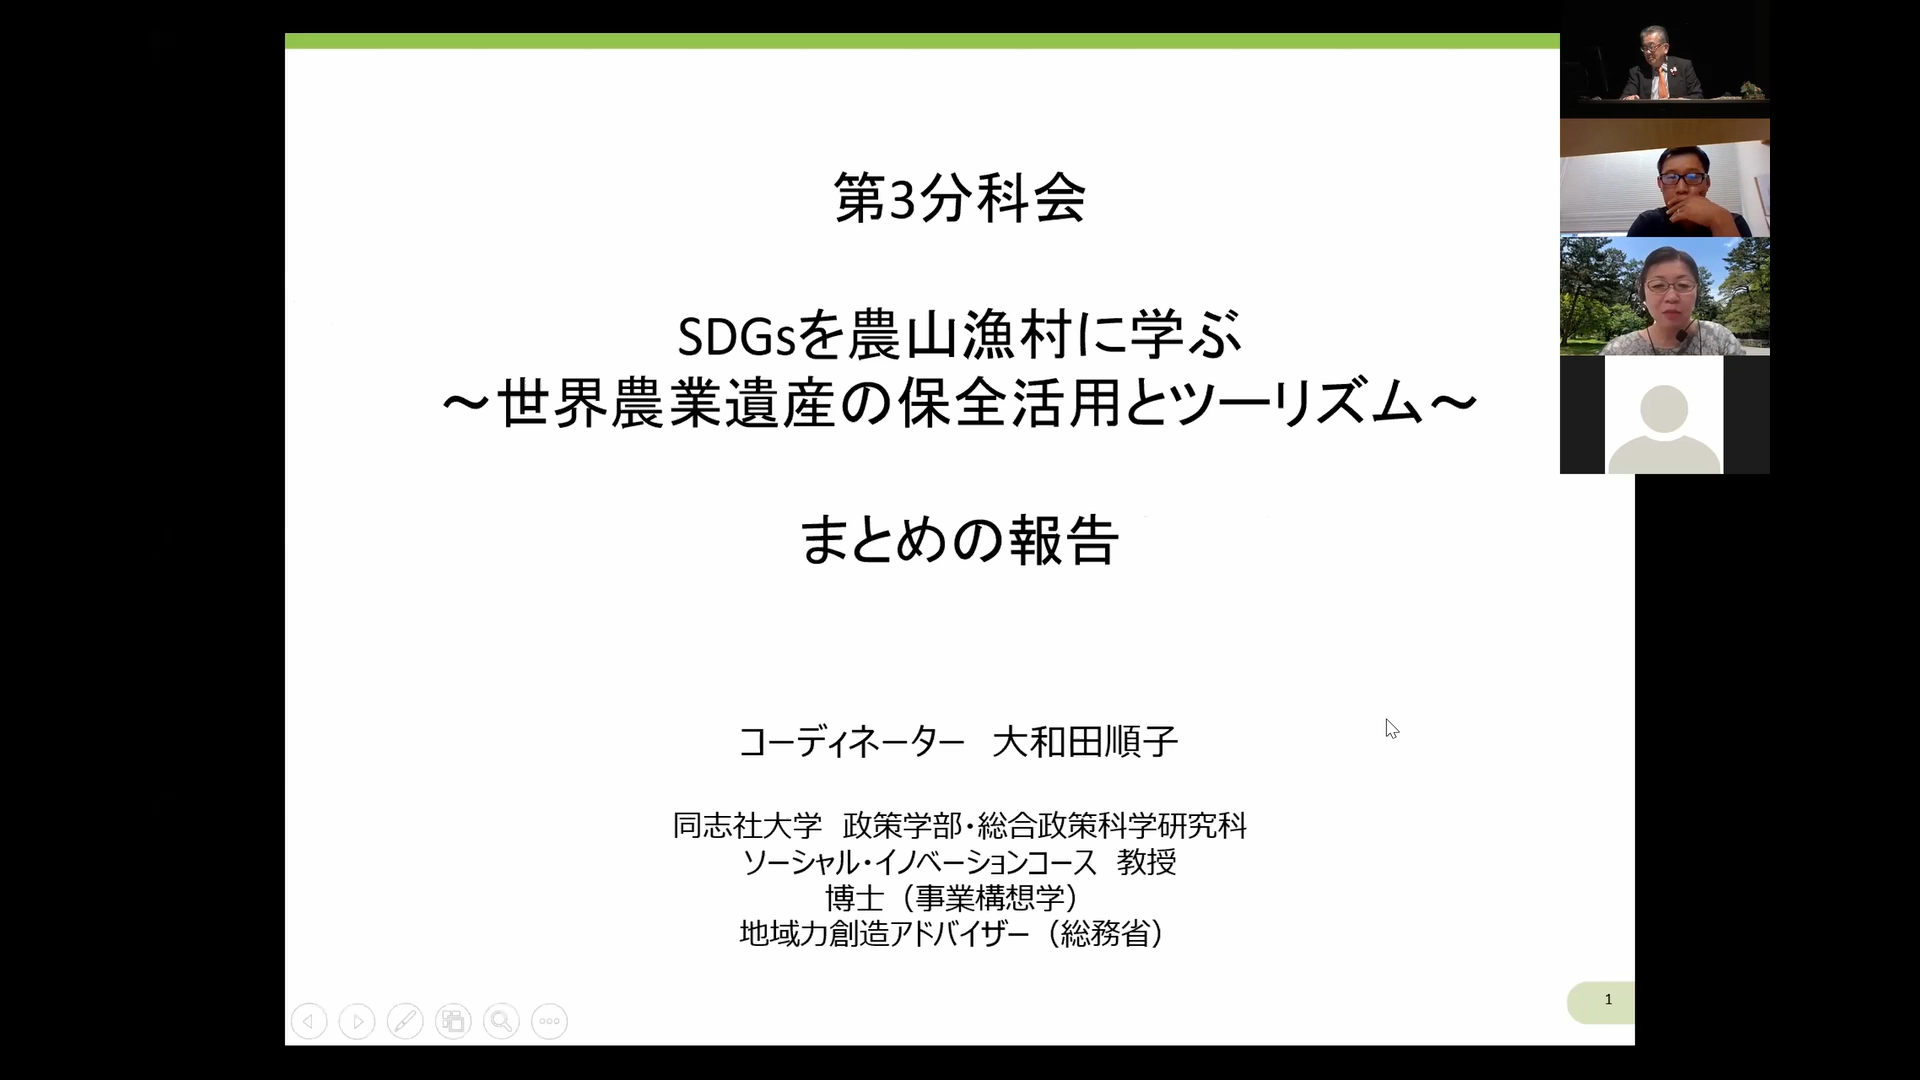 第3分科会
SDGsを農山漁村に学ぶ
～世界農業遺産の保全活用とツーリズム～
まとめの報告
コーディネーター　大和田順子
同志社大学　政策学部・総合政策科学研究科
ソーシャル・イノベーションコース　教授
博士（事業構想学）
地域力創造アドバイザー（総務省）
1